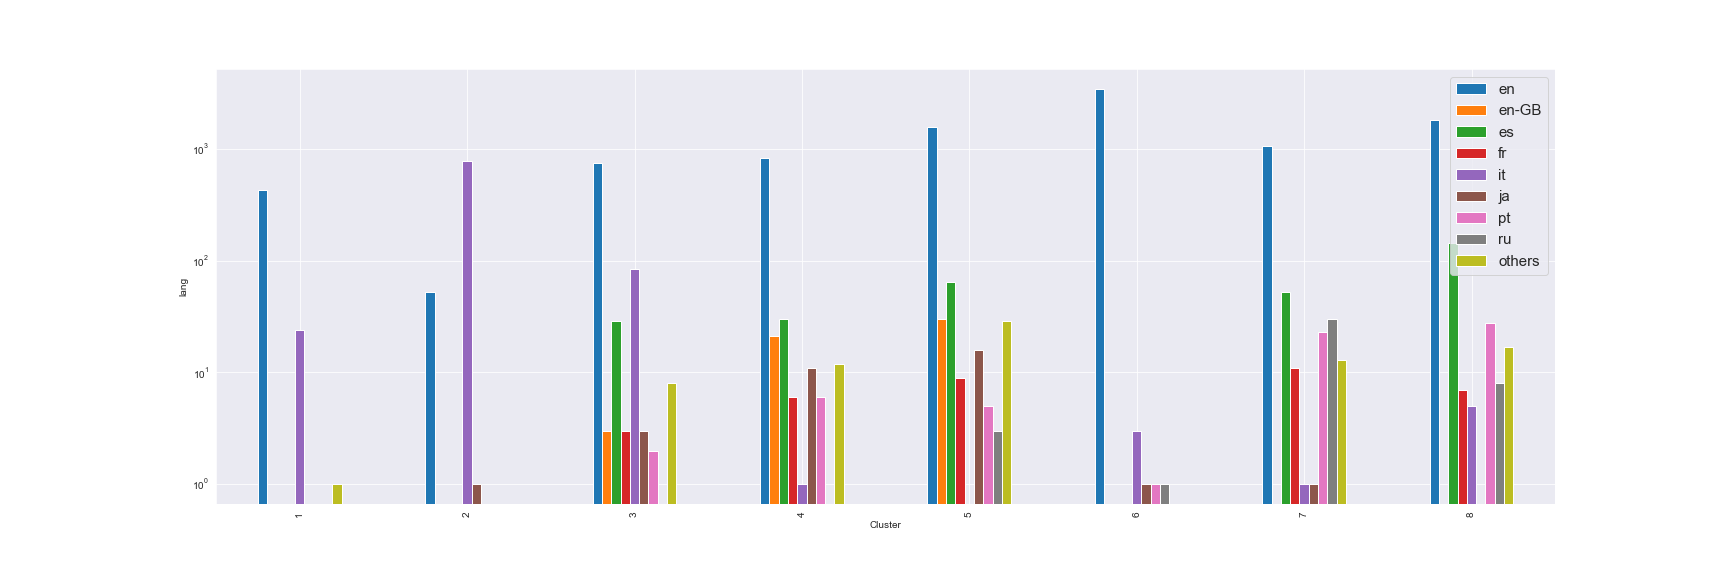 en
en-GB
es
fr
it
ja
pt
ru
others
10³
10²
10¹
10⁰
lang
1
2
3
4
5
6
7
8
Cluster